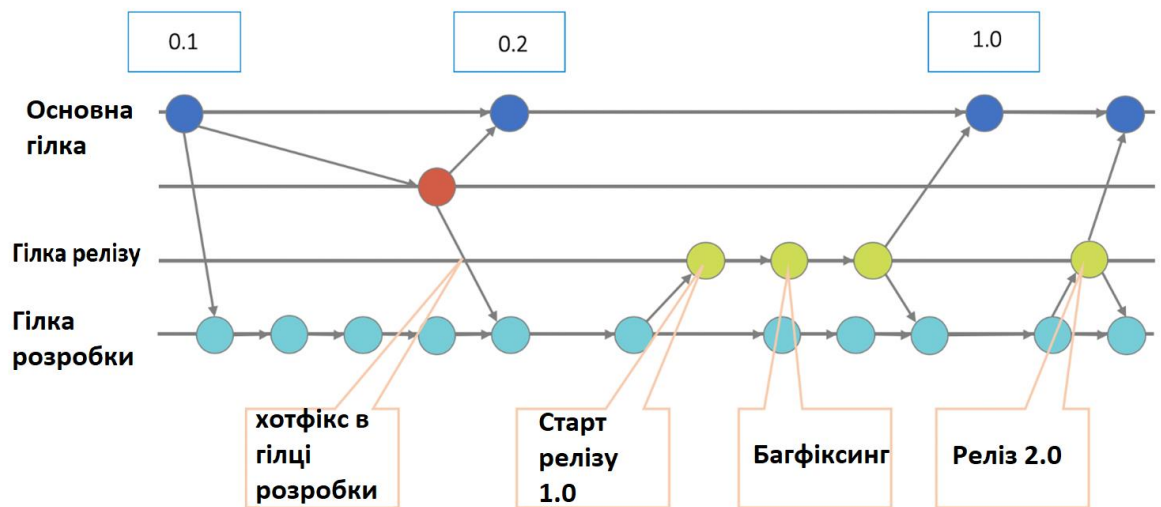 0.1
0.2
1.0
Основна
гілка
Гілка релізу
Гілка
розробки
хотфікс в
гілці
розробки
Старт
релізу
1.0
Багфіксинг
Реліз 2.0